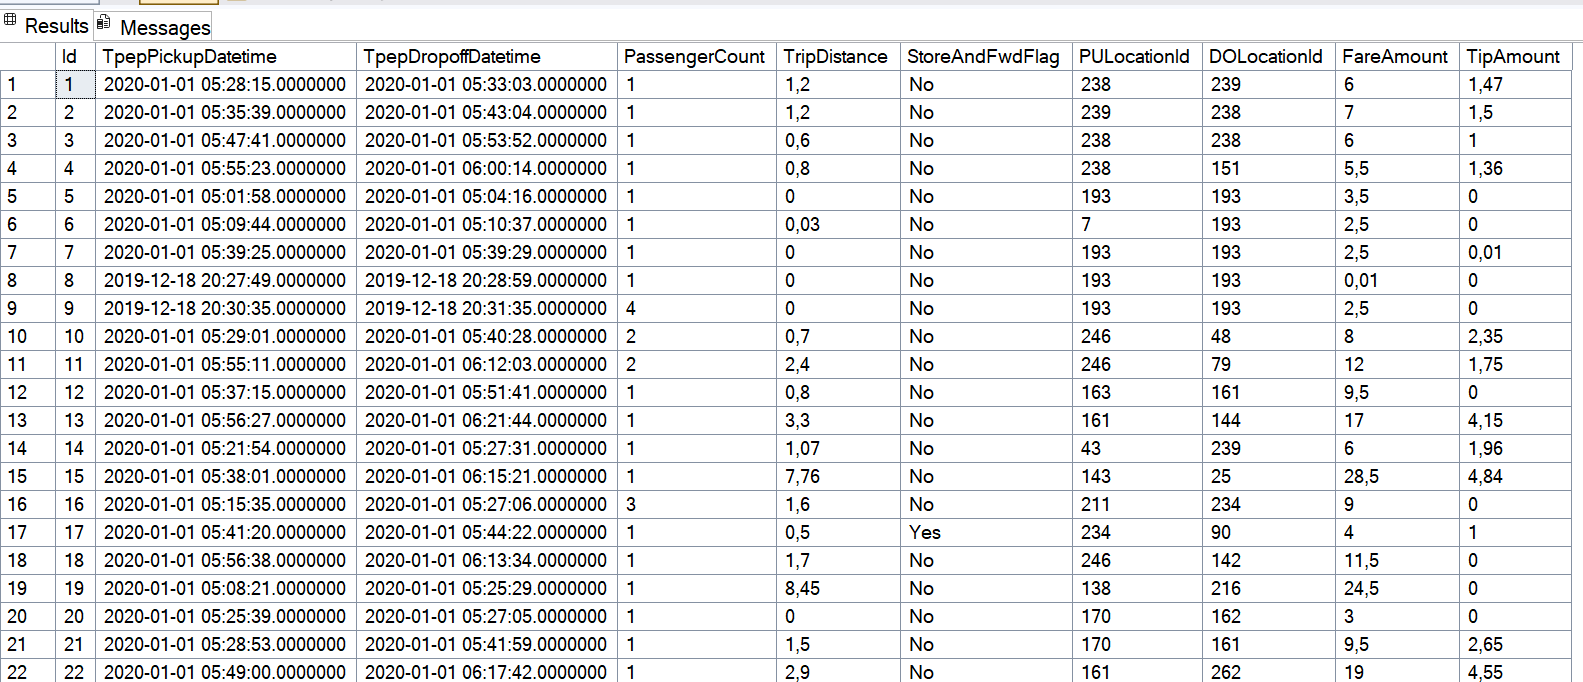 Results Messages
Id TpepPickupDatetime TpepDropoffDatetime PassengerCount TripDistance StoreAndFwdFlag PULocationId DOLocationId FareAmount TipAmount
1 1 2020-01-01 05:28:15.0000000 2020-01-01 05:33:03.0000000 1 1,2 No 238 239 6 1,47
2 2 2020-01-01 05:35:39.0000000 2020-01-01 05:43:04.0000000 1 1,2 No 239 238 7 1,5
3 3 2020-01-01 05:47:41.0000000 2020-01-01 05:53:52.0000000 1 0,6 No 238 238 6 1
4 4 2020-01-01 05:55:23.0000000 2020-01-01 06:00:14.0000000 1 0,8 No 238 151 5,5 1,36
5 5 2020-01-01 05:01:58.0000000 2020-01-01 05:04:16.0000000 1 0 No 193 193 3,5 0
6 6 2020-01-01 05:09:44.0000000 2020-01-01 05:10:37.0000000 1 0,03 No 7 193 2,5 0
7 7 2020-01-01 05:39:25.0000000 2020-01-01 05:39:29.0000000 1 0 No 193 193 2,5 0,01
8 8 2019-12-18 20:27:49.0000000 2019-12-18 20:28:59.0000000 1 0 No 193 193 0,01 0
9 9 2019-12-18 20:30:35.0000000 2019-12-18 20:31:35.0000000 4 0 No 193 193 2,5 0
10 10 2020-01-01 05:29:01.0000000 2020-01-01 05:40:28.0000000 2 0,7 No 246 48 8 2,35
11 11 2020-01-01 05:55:11.0000000 2020-01-01 06:12:03.0000000 2 2,4 No 246 79 12 1,75
12 12 2020-01-01 05:37:15.0000000 2020-01-01 05:51:41.0000000 1 0,8 No 163 161 9,5 0
13 13 2020-01-01 05:56:27.0000000 2020-01-01 06:21:44.0000000 1 3,3 No 161 144 17 4,15
14 14 2020-01-01 05:21:54.0000000 2020-01-01 05:27:31.0000000 1 1,07 No 43 239 6 1,96
15 15 2020-01-01 05:38:01.0000000 2020-01-01 06:15:21.0000000 1 7,76 No 143 25 28,5 4,84
16 16 2020-01-01 05:15:35.0000000 2020-01-01 05:27:06.0000000 3 1,6 No 211 234 9 0
17 17 2020-01-01 05:41:20.0000000 2020-01-01 05:44:22.0000000 1 0,5 Yes 234 90 4 1
18 18 2020-01-01 05:56:38.0000000 2020-01-01 06:13:34.0000000 1 1,7 No 246 142 11,5 0
19 19 2020-01-01 05:08:21.0000000 2020-01-01 05:25:29.0000000 1 8,45 No 138 216 24,5 0
20 20 2020-01-01 05:25:39.0000000 2020-01-01 05:27:05.0000000 1 0 No 170 162 3 0
21 21 2020-01-01 05:28:53.0000000 2020-01-01 05:41:59.0000000 1 1,5 No 170 161 9,5 2,65
22 22 2020-01-01 05:49:00.0000000 2020-01-01 06:17:42.0000000 1 2,9 No 161 262 19 4,55